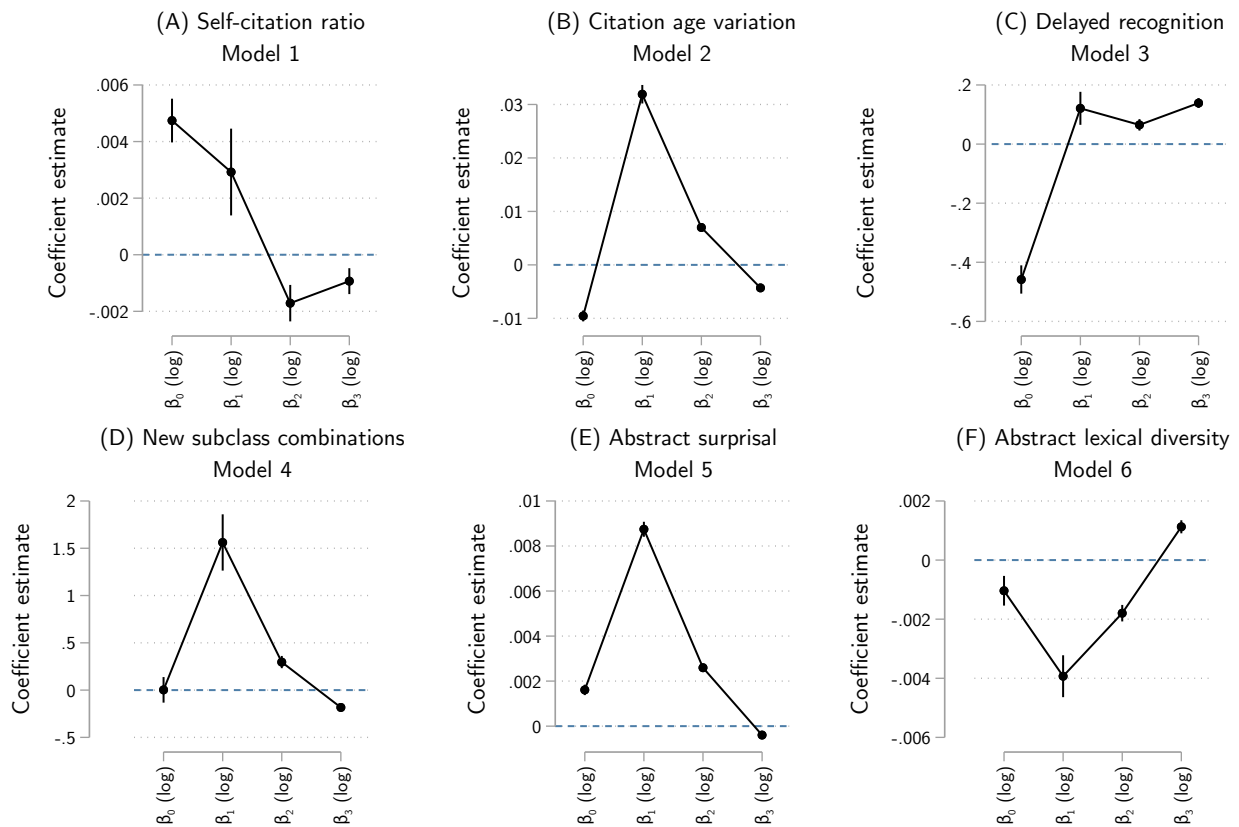 (A) Self-citation ratio
Model 1
Coefficient estimate
.006
.004
.002
0
-.002
β₀ (log)
β₁ (log)
β₂ (log)
β₃ (log)
(B) Citation age variation
Model 2
Coefficient estimate
.03
.02
.01
0
-.01
β₀ (log)
β₁ (log)
β₂ (log)
β₃ (log)
(C) Delayed recognition
Model 3
Coefficient estimate
.2
0
-.2
-.4
-.6
β₀ (log)
β₁ (log)
β₂ (log)
β₃ (log)
(D) New subclass combinations
Model 4
Coefficient estimate
2
1.5
1
.5
0
-.5
β₀ (log)
β₁ (log)
β₂ (log)
β₃ (log)
(E) Abstract surprisal
Model 5
Coefficient estimate
.01
.008
.006
.004
.002
0
β₀ (log)
β₁ (log)
β₂ (log)
β₃ (log)
(F) Abstract lexical diversity
Model 6
Coefficient estimate
.002
0
-.002
-.004
-.006
β₀ (log)
β₁ (log)
β₂ (log)
β₃ (log)